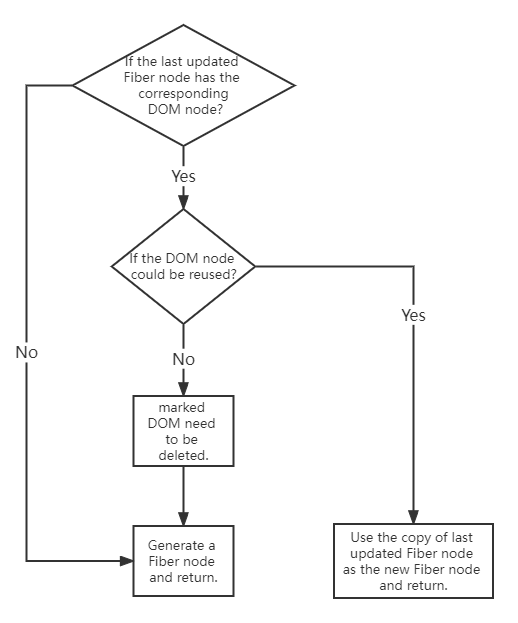 If the last updated
Fiber node has the
corresponding
DOM node?
Yes
If the DOM node
could be reused?
Yes
No
No
marked
DOM need
to be
deleted.
Generate a
Fiber node
and return.
Use the copy of last
updated Fiber node
as the new Fiber node
and return.